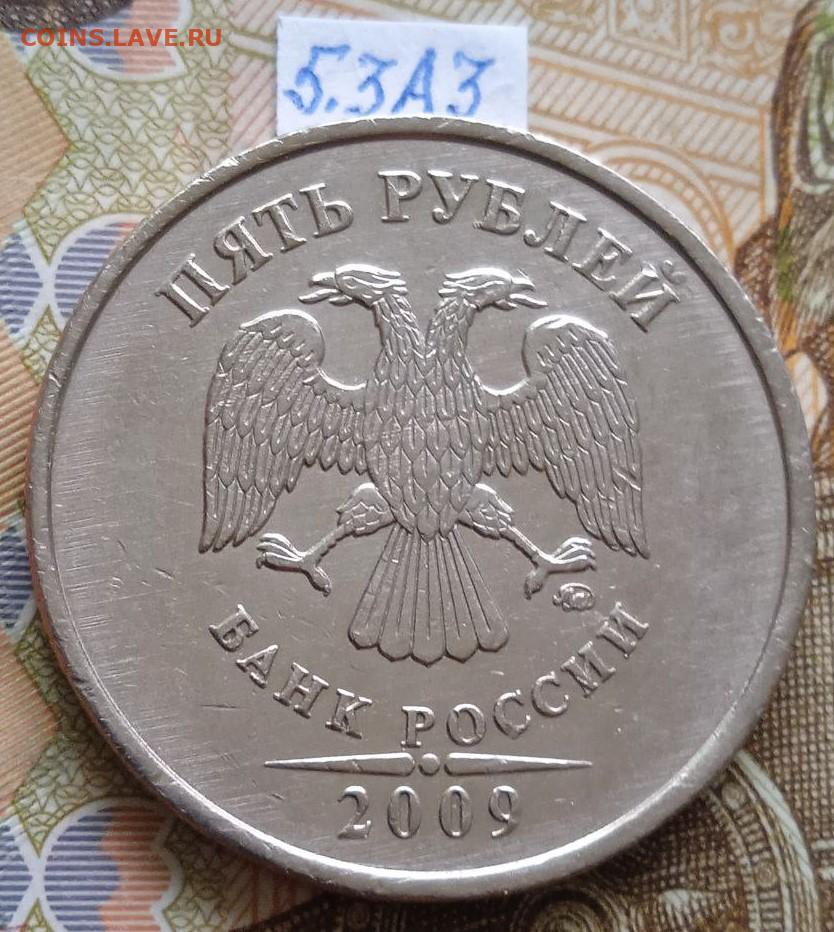 COINS.LAVE.RU
5.3А3
ПЯТЬ РУБЛЕЙ
БАНК РОССИИ
2009